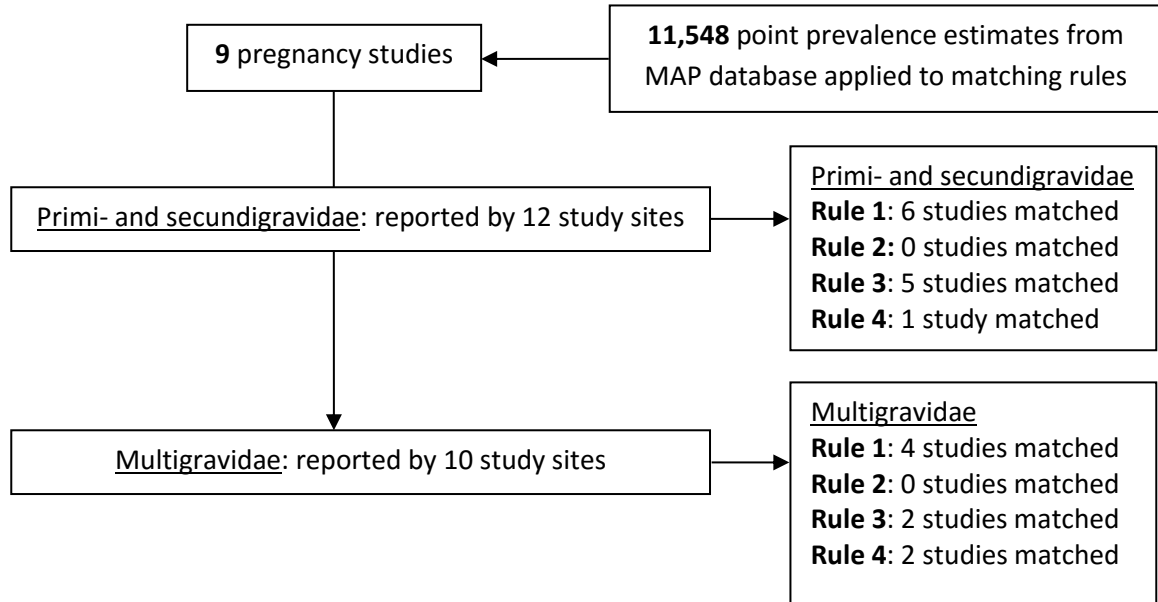 9 pregnancy studies
11,548 point prevalence estimates from
MAP database applied to matching rules
Primi- and secundigravidae: reported by 12 study sites
Primi- and secundigravidae
Rule 1: 6 studies matched
Rule 2: 0 studies matched
Rule 3: 5 studies matched
Rule 4: 1 study matched
Multigravidae: reported by 10 study sites
Multigravidae
Rule 1: 4 studies matched
Rule 2: 0 studies matched
Rule 3: 2 studies matched
Rule 4: 2 studies matched